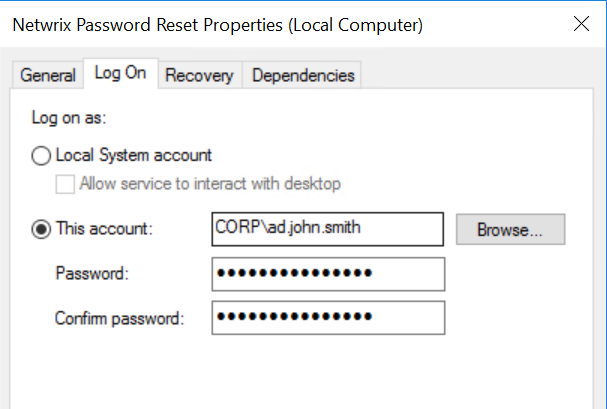 Netwrix Password Reset Properties (Local Computer)
General Log On Recovery Dependencies
Log on as:
Local System account
Allow service to interact with desktop
This account: CORP\ad.john.smith Browse...
Password: ●●●●●●●●●●●●●●●
Confirm password: ●●●●●●●●●●●●●●●